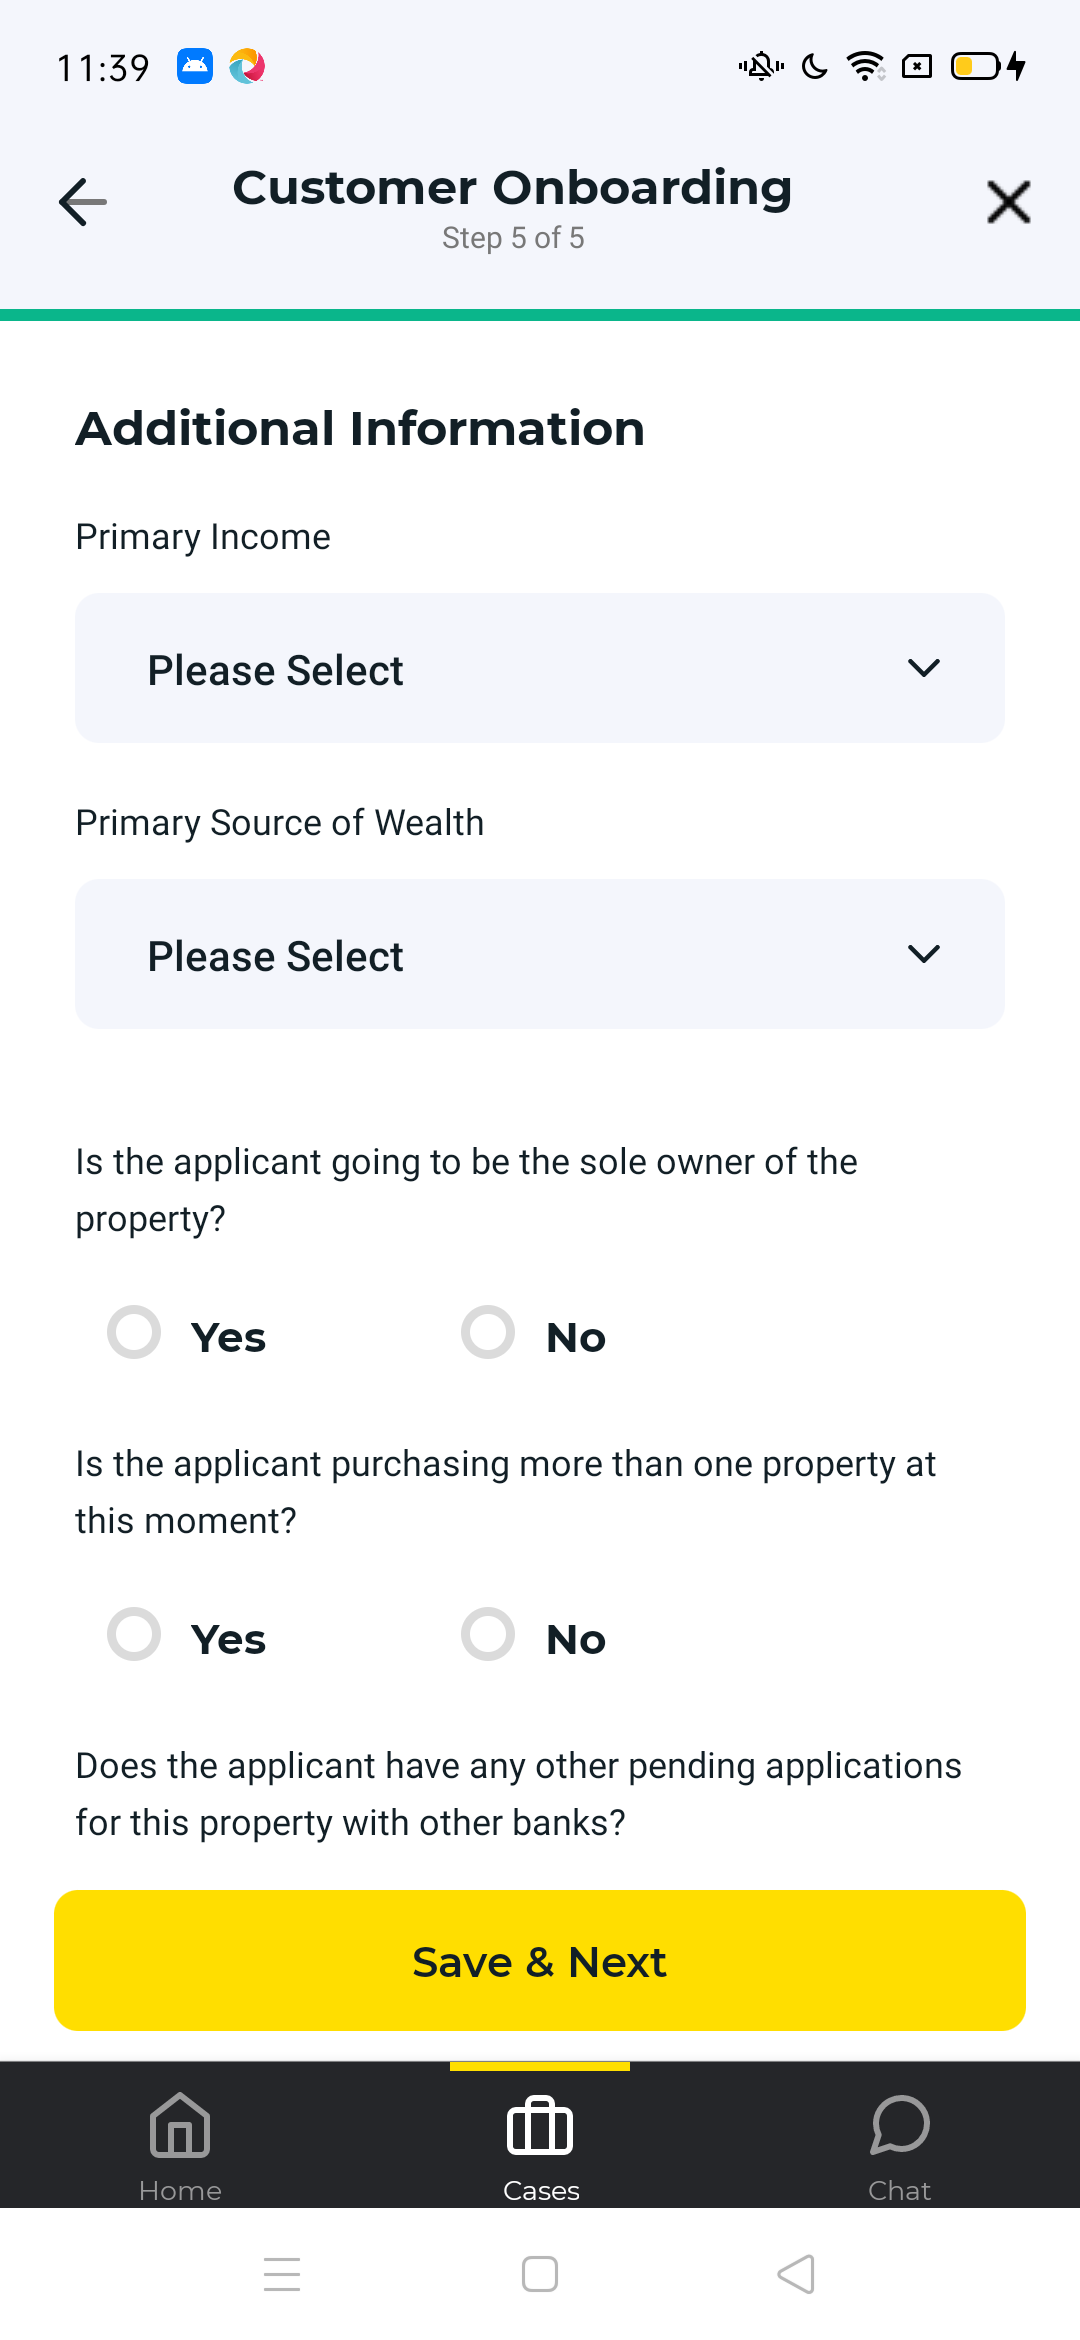 11:39
Customer Onboarding
Step 5 of 5
Additional Information
Primary Income
Please Select
Primary Source of Wealth
Please Select
Is the applicant going to be the sole owner of the
property?
Yes No
Is the applicant purchasing more than one property at
this moment?
Yes No
Does the applicant have any other pending applications
for this property with other banks?
Save & Next
Home Cases Chat